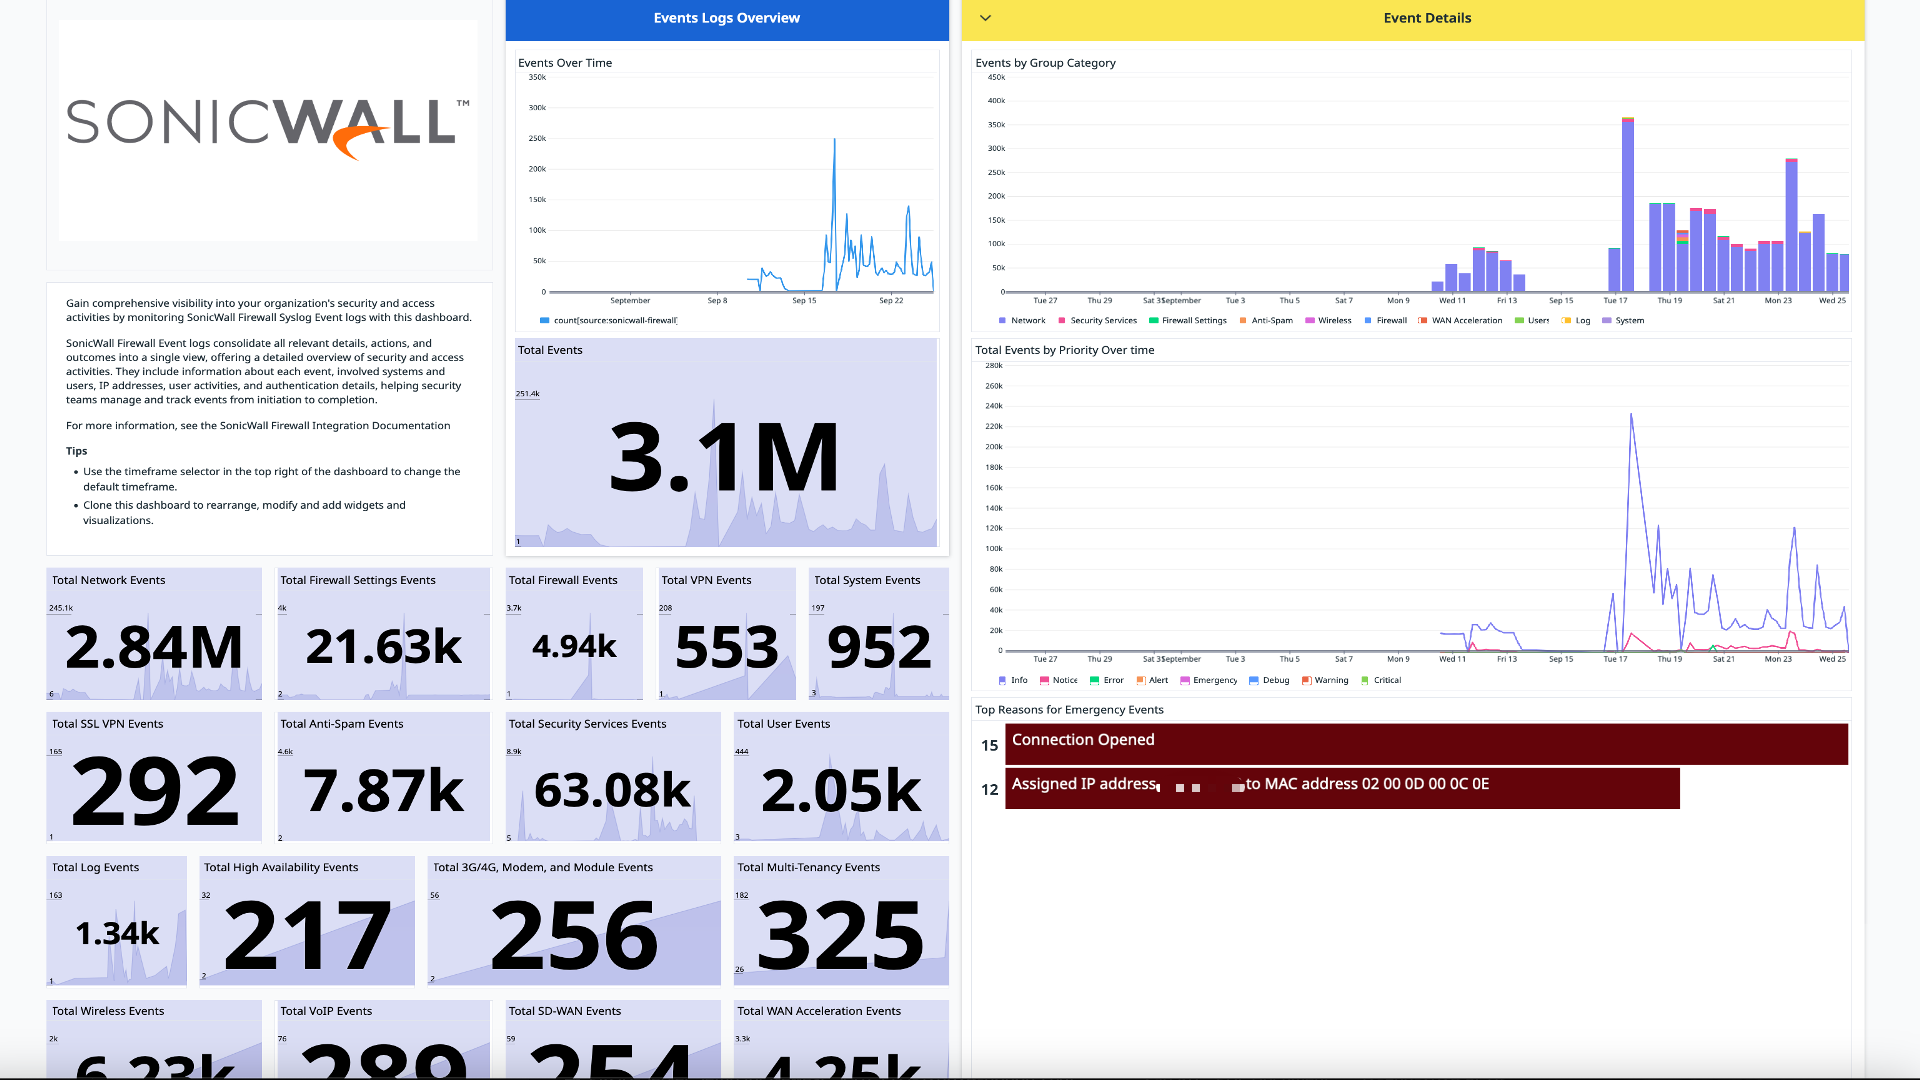 SONICWALL™
Gain comprehensive visibility into your organization's security and access
activities by monitoring SonicWall Firewall Syslog Event logs with this dashboard.
SonicWall Firewall Event logs consolidate all relevant details, actions, and
outcomes into a single view, offering a detailed overview of security and access
activities. They include information about each event, involved systems and
users, IP addresses, user activities, and authentication details, helping security
teams manage and track events from initiation to completion.
For more information, see the SonicWall Firewall Integration Documentation
Tips
• Use the timeframe selector in the top right of the dashboard to change the
default timeframe.
• Clone this dashboard to rearrange, modify and add widgets and
visualizations.
Events Logs Overview
Events Over Time
350k
300k
250k
200k
150k
100k
50k
0
September Sep 8 Sep 15 Sep 22
count[source:sonicwall-firewall]
Total Events
251.4k
3.1M
1
Total Network Events
245.1k
2.84M
6
Total Firewall Settings Events
4k
21.63k
2
Total Firewall Events
3.7k
4.94k
1
Total VPN Events
208
553
1
Total System Events
197
952
3
Total SSL VPN Events
165
292
1
Total Anti-Spam Events
4.6k
7.87k
2
Total Security Services Events
8.9k
63.08k
5
Total User Events
444
2.05k
3
Total Log Events
163
1.34k
1
Total High Availability Events
32
217
2
Total 3G/4G, Modem, and Module Events
56
256
2
Total Multi-Tenancy Events
182
325
26
Total Wireless Events
2k
6.23k
Total VoIP Events
76
289
Total SD-WAN Events
59
254
Total WAN Acceleration Events
3.3k
4.25k
Event Details
Events by Group Category
450k
400k
350k
300k
250k
200k
150k
100k
50k
0
Tue 27 Thu 29 Sat 31 September Tue 3 Thu 5 Sat 7 Mon 9 Wed 11 Fri 13 Sep 15 Tue 17 Thu 19 Sat 21 Mon 23 Wed 25
Network Security Services Firewall Settings Anti-Spam Wireless Firewall WAN Acceleration Users Log System
Total Events by Priority Over time
280k
260k
240k
220k
200k
180k
160k
140k
120k
100k
80k
60k
40k
20k
0
Tue 27 Thu 29 Sat 31 September Tue 3 Thu 5 Sat 7 Mon 9 Wed 11 Fri 13 Sep 15 Tue 17 Thu 19 Sat 21 Mon 23 Wed 25
Info Notice Error Alert Emergency Debug Warning Critical
Top Reasons for Emergency Events
15 Connection Opened
12 Assigned IP address to MAC address 02 00 0D 00 0C 0E